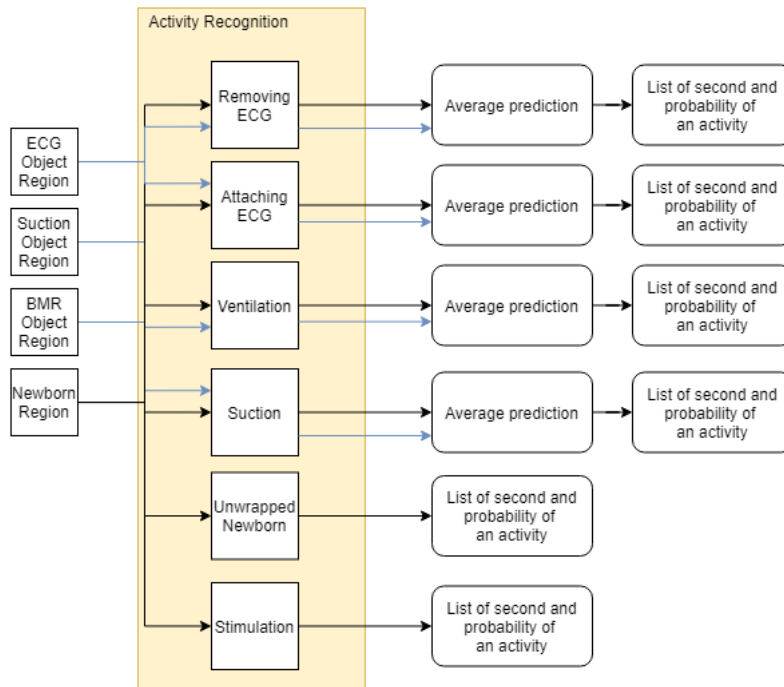 Activity Recognition
ECG
Object
Region
Suction
Object
Region
BMR
Object
Region
Newborn
Region
Removing
ECG
Average prediction
List of second and
probability of
an activity
Attaching
ECG
Average prediction
List of second and
probability of
an activity
Ventilation
Average prediction
List of second and
probability of
an activity
Suction
Average prediction
List of second and
probability of
an activity
Unwrapped
Newborn
List of second and
probability of
an activity
Stimulation
List of second and
probability of
an activity